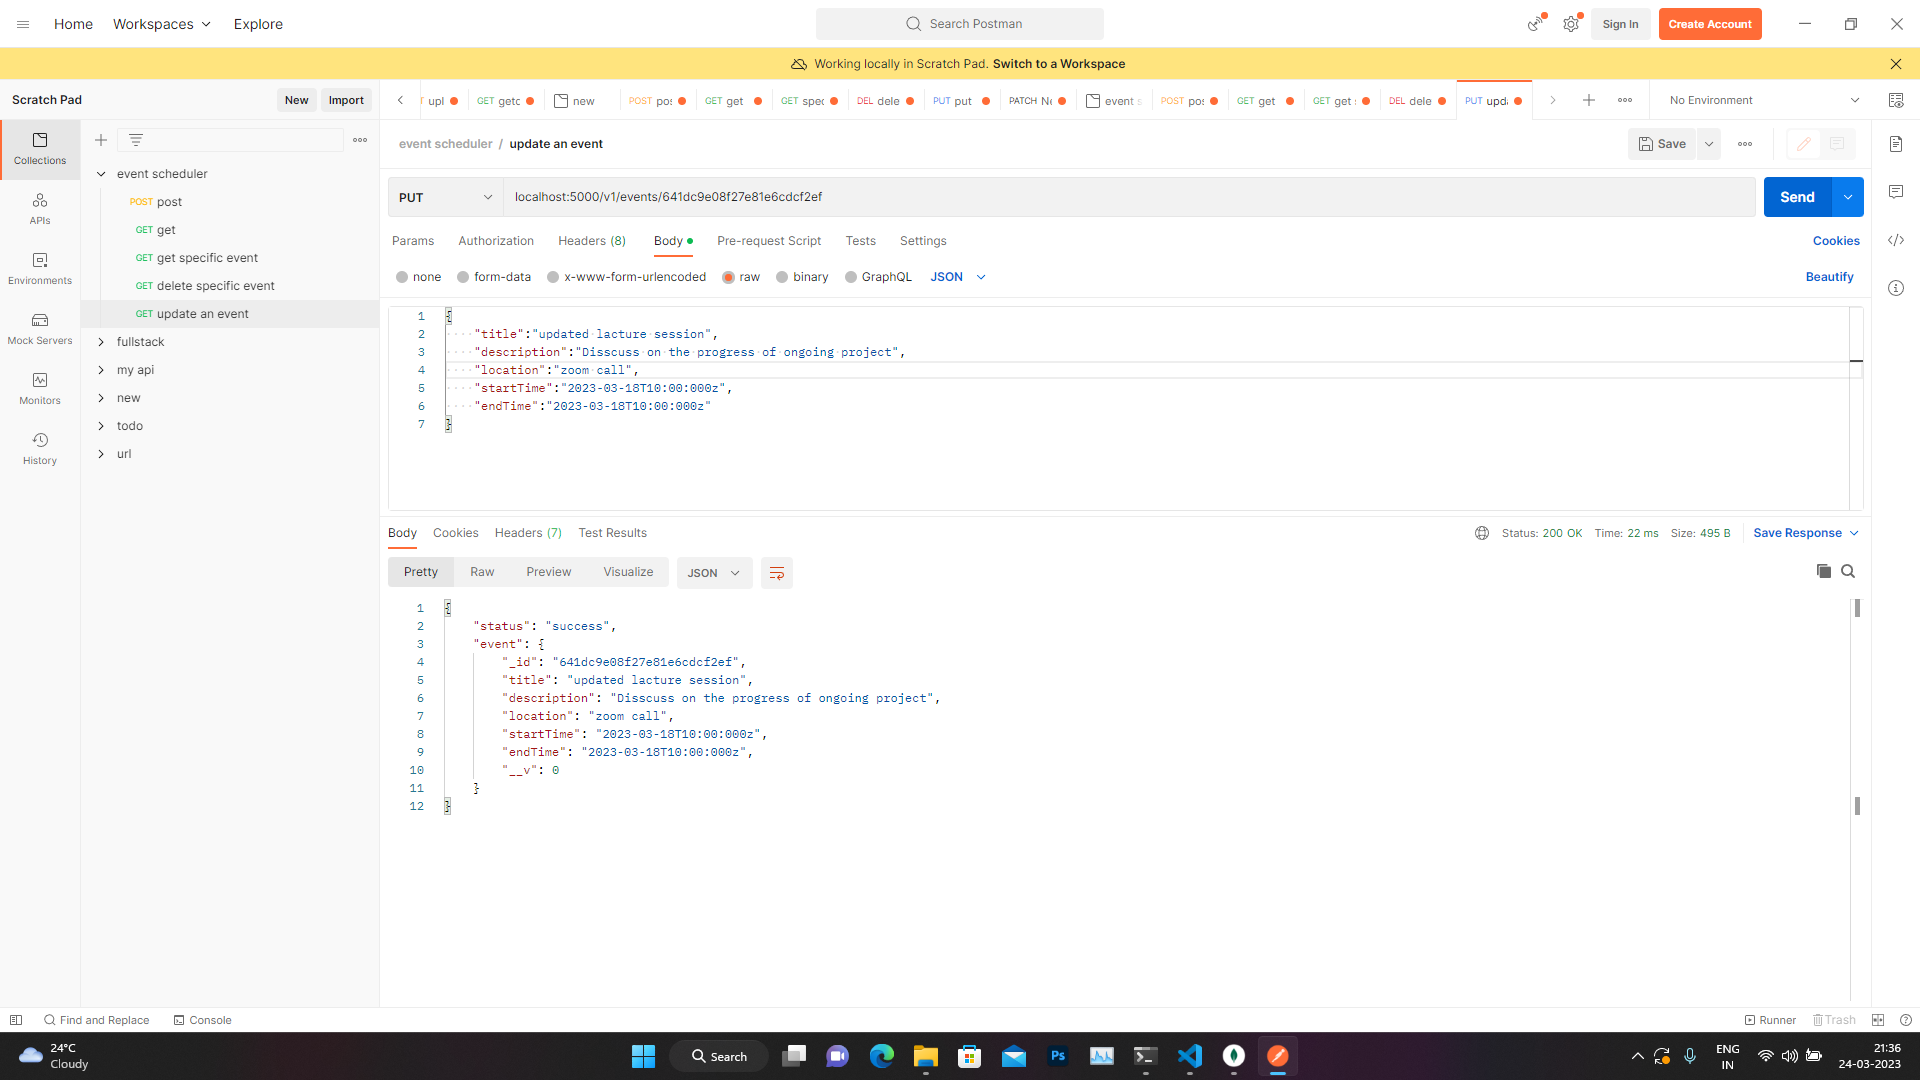 Home Workspaces Explore Search Postman Sign In Create Account
Working locally in Scratch Pad. Switch to a Workspace
Scratch Pad New Import upl GET getc new POST pos GET get GET spec DEL dele PUT put PATCH Ne event s POST pos GET get GET get DEL dele PUT upda No Environment
Collections
APIs
Environments
Mock Servers
Monitors
History
event scheduler
POST post
GET get
GET get specific event
GET delete specific event
GET update an event
fullstack
my api
new
todo
url
event scheduler / update an event Save
PUT localhost:5000/v1/events/641dc9e08f27e81e6cdcf2ef Send
Params Authorization Headers (8) Body Pre-request Script Tests Settings Cookies
none form-data x-www-form-urlencoded raw binary GraphQL JSON Beautify
1 {
2 "title":"updated lacture session",
3 "description":"Disscuss on the progress of ongoing project",
4 "location":"zoom call",
5 "startTime":"2023-03-18T10:00:000z",
6 "endTime":"2023-03-18T10:00:000z"
7 }
Body Cookies Headers (7) Test Results Status: 200 OK Time: 22 ms Size: 495 B Save Response
Pretty Raw Preview Visualize JSON
1 {
2 "status": "success",
3 "event": {
4 "_id": "641dc9e08f27e81e6cdcf2ef",
5 "title": "updated lacture session",
6 "description": "Disscuss on the progress of ongoing project",
7 "location": "zoom call",
8 "startTime": "2023-03-18T10:00:000z",
9 "endTime": "2023-03-18T10:00:000z",
10 "__v": 0
11 }
12 }
Find and Replace Console Runner Trash
24°C
Cloudy
Search
Ps
ENG
IN
21:36
24-03-2023